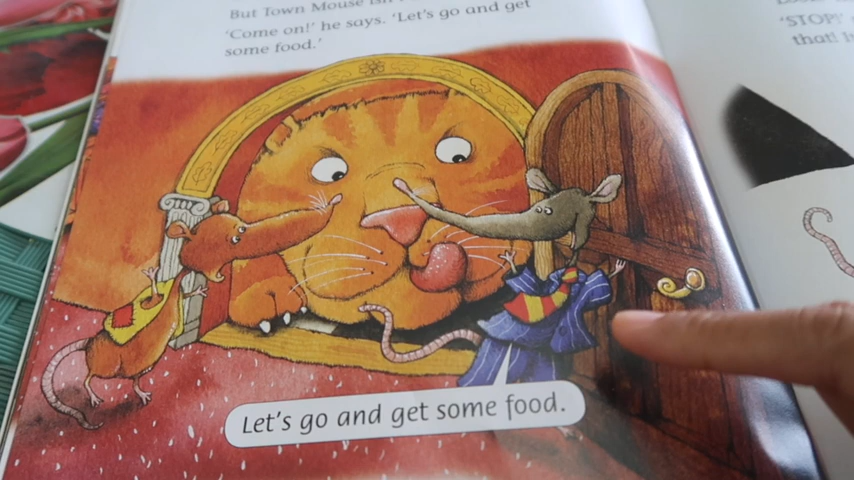 But Town Mouse isn't
'Come on!' he says. 'Let's go and get
some food.'
'STOP!
that! I
Let's go and get some food.